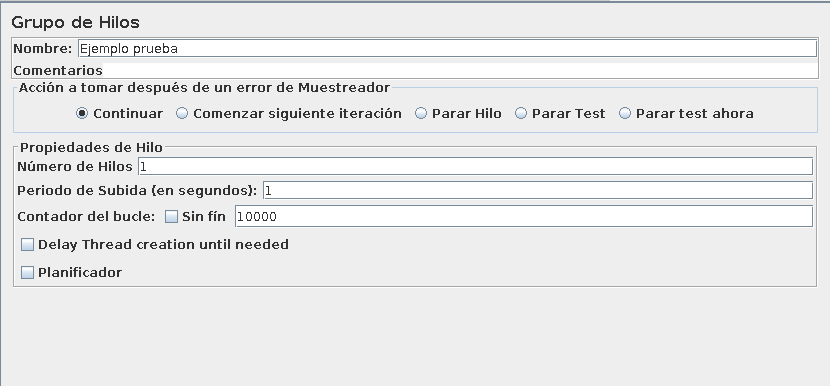 Grupo de Hilos
Nombre: Ejemplo prueba
Comentarios
Acción a tomar después de un error de Muestreador
Continuar Comenzar siguiente iteración Parar Hilo Parar Test Parar test ahora
Propiedades de Hilo
Número de Hilos 1
Periodo de Subida (en segundos): 1
Contador del bucle: Sin fín 10000
Delay Thread creation until needed
Planificador